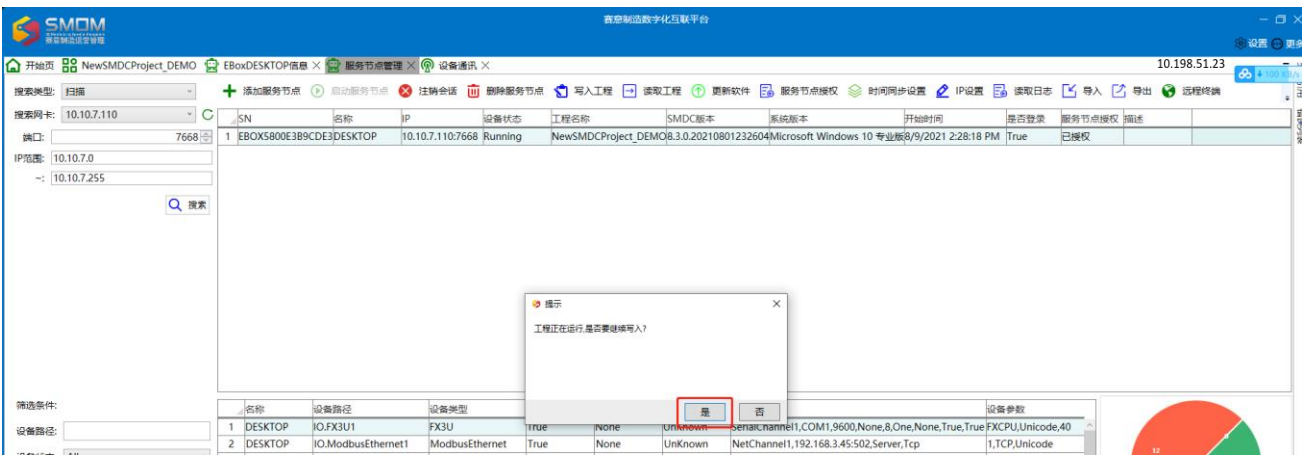 SMOM
赛意制造运营管理
赛意制造数字化互联平台
设置 更多
开始页 NewSMDCProject_DEMO EBoxDESKTOP信息 服务节点管理 设备通讯
10.198.51.23
搜索类型: 扫描
添加服务节点 启动服务节点 注销会话 删除服务节点 写入工程 读取工程 更新软件 服务节点授权 时间同步设置 IP设置 读取日志 导入 导出 远程终端
搜索网卡: 10.10.7.110
SN 名称 IP 设备状态 工程名称 SMDC版本 系统版本 开始时间 是否登录 服务节点授权 描述
端口: 7668
1 EBOX5800E3B9CDE3DESKTOP 10.10.7.110:7668 Running NewSMDCProject_DEMO8.3.0.20210801232604Microsoft Windows 10 专业版8/9/2021 2:28:18 PM True 已授权
IP范围: 10.10.7.0
~: 10.10.7.255
搜索
提示
工程正在运行,是否要继续写入?
是 否
筛选条件:
名称 设备路径 设备类型 设备参数
设备路径:
1 DESKTOP IO.FX3U1 FX3U True None UnKnown SerialChannel1,COM1,9600,None,8,One,None,True,True FXCPU,Unicode,40
2 DESKTOP IO.ModbusEthernet1 ModbusEthernet True None UnKnown NetChannel1,192.168.3.45:502,Server,Tcp 1,TCP,Unicode
12